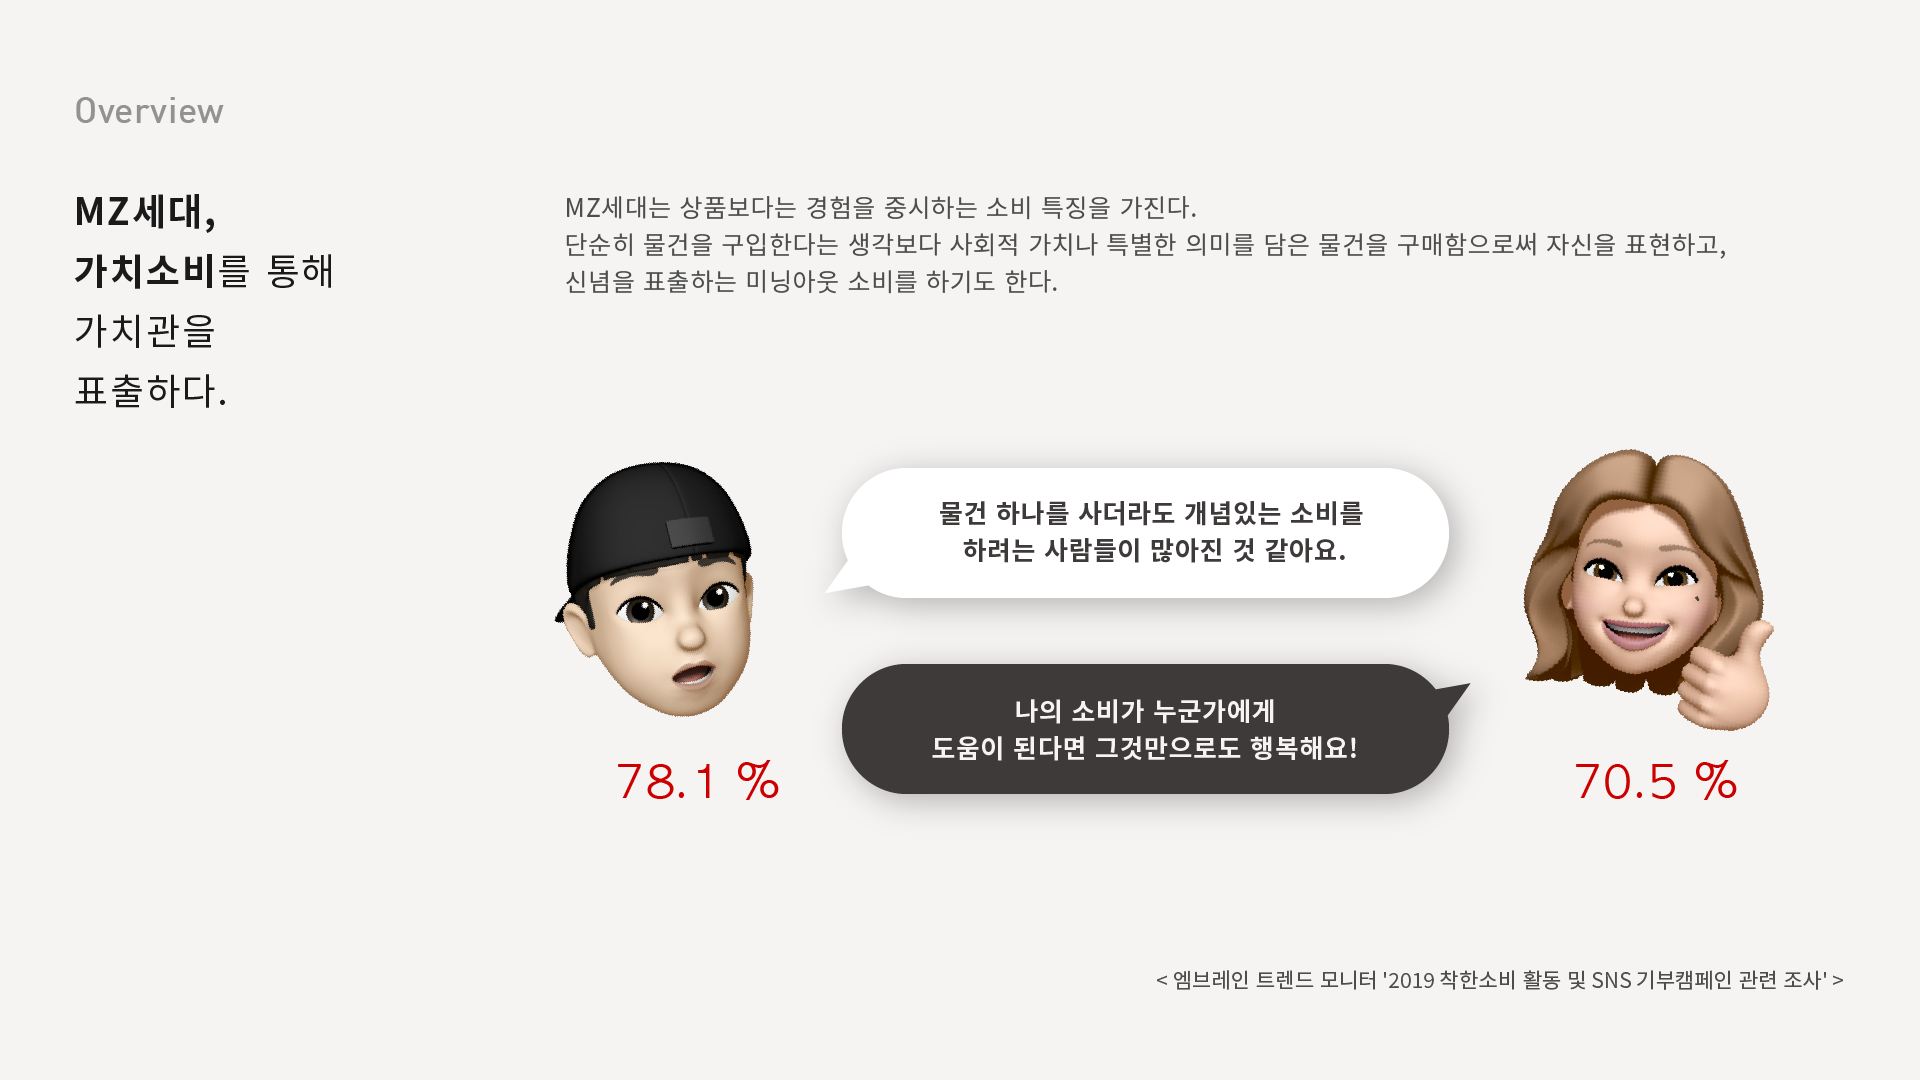 Overview
MZ세대,
가치소비를 통해
가치관을
표출하다.
MZ세대는 상품보다는 경험을 중시하는 소비 특징을 가진다.
단순히 물건을 구입한다는 생각보다 사회적 가치나 특별한 의미를 담은 물건을 구매함으로써 자신을 표현하고,
신념을 표출하는 미닝아웃 소비를 하기도 한다.
물건 하나를 사더라도 개념있는 소비를
하려는 사람들이 많아진 것 같아요.
78.1 %
나의 소비가 누군가에게
도움이 된다면 그것만으로도 행복해요!
70.5 %
< 엠브레인 트렌드 모니터 '2019 착한소비 활동 및 SNS 기부캠페인 관련 조사' >